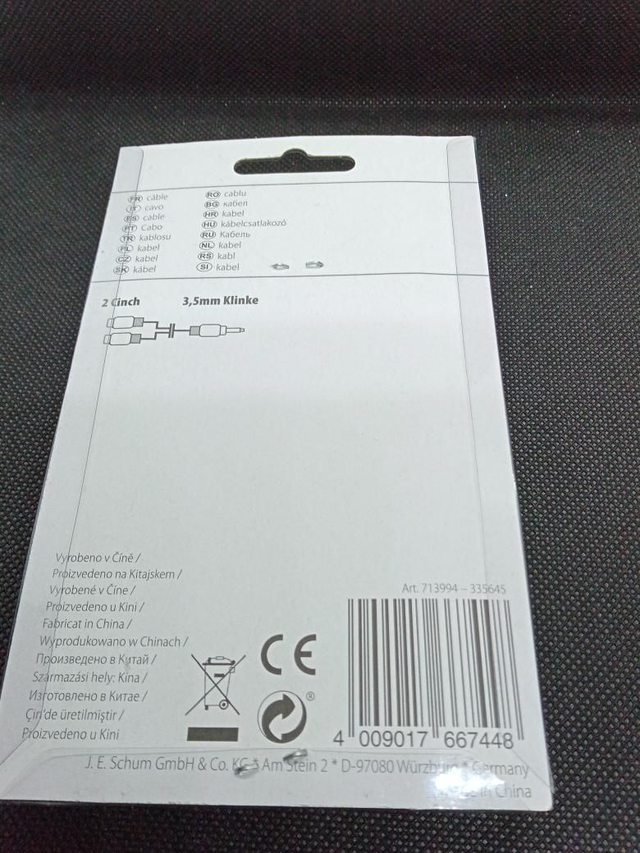 FR câble
IT cavo
ES cable
PT Cabo
TR kablosu
PL kabel
CZ kabel
SK kábel
RO cablu
BG кабел
HR kabel
HU kábelcsatlakozó
RU Кабель
NL kabel
RS kabl
SI kabel
2 Cinch
3,5mm Klinke
Vyrobeno v Číně /
Proizvedeno na Kitajskem /
Vyrobené v Číne /
Proizvedeno u Kini /
Fabricat in China /
Wyprodukowano w Chinach /
Произведено в Китай /
Származási hely: Kína /
Изготовлено в Китае /
Çin'de üretilmiştir /
Proizvedeno u Kini
CE
®
Art. 713994 – 335645
4 009017 667448
J. E. Schum GmbH & Co. KG * Am Stein 2 * D-97080 Würzburg * Germany
in China